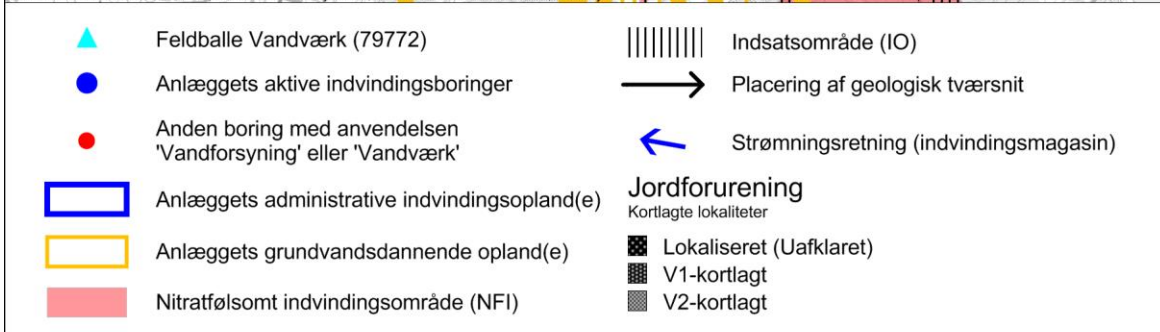 Feldballe Vandværk (79772)
Anlæggets aktive indvindingsboringer
Anden boring med anvendelsen
'Vandforsyning' eller 'Vandværk'
Anlæggets administrative indvindingsopland(e)
Anlæggets grundvandsdannende opland(e)
Nitratfølsomt indvindingsområde (NFI)
Indsatsområde (IO)
Placering af geologisk tværsnit
Strømningsretning (indvindingsmagasin)
Jordforurening
Kortlagte lokaliteter
Lokaliseret (Uafklaret)
V1-kortlagt
V2-kortlagt